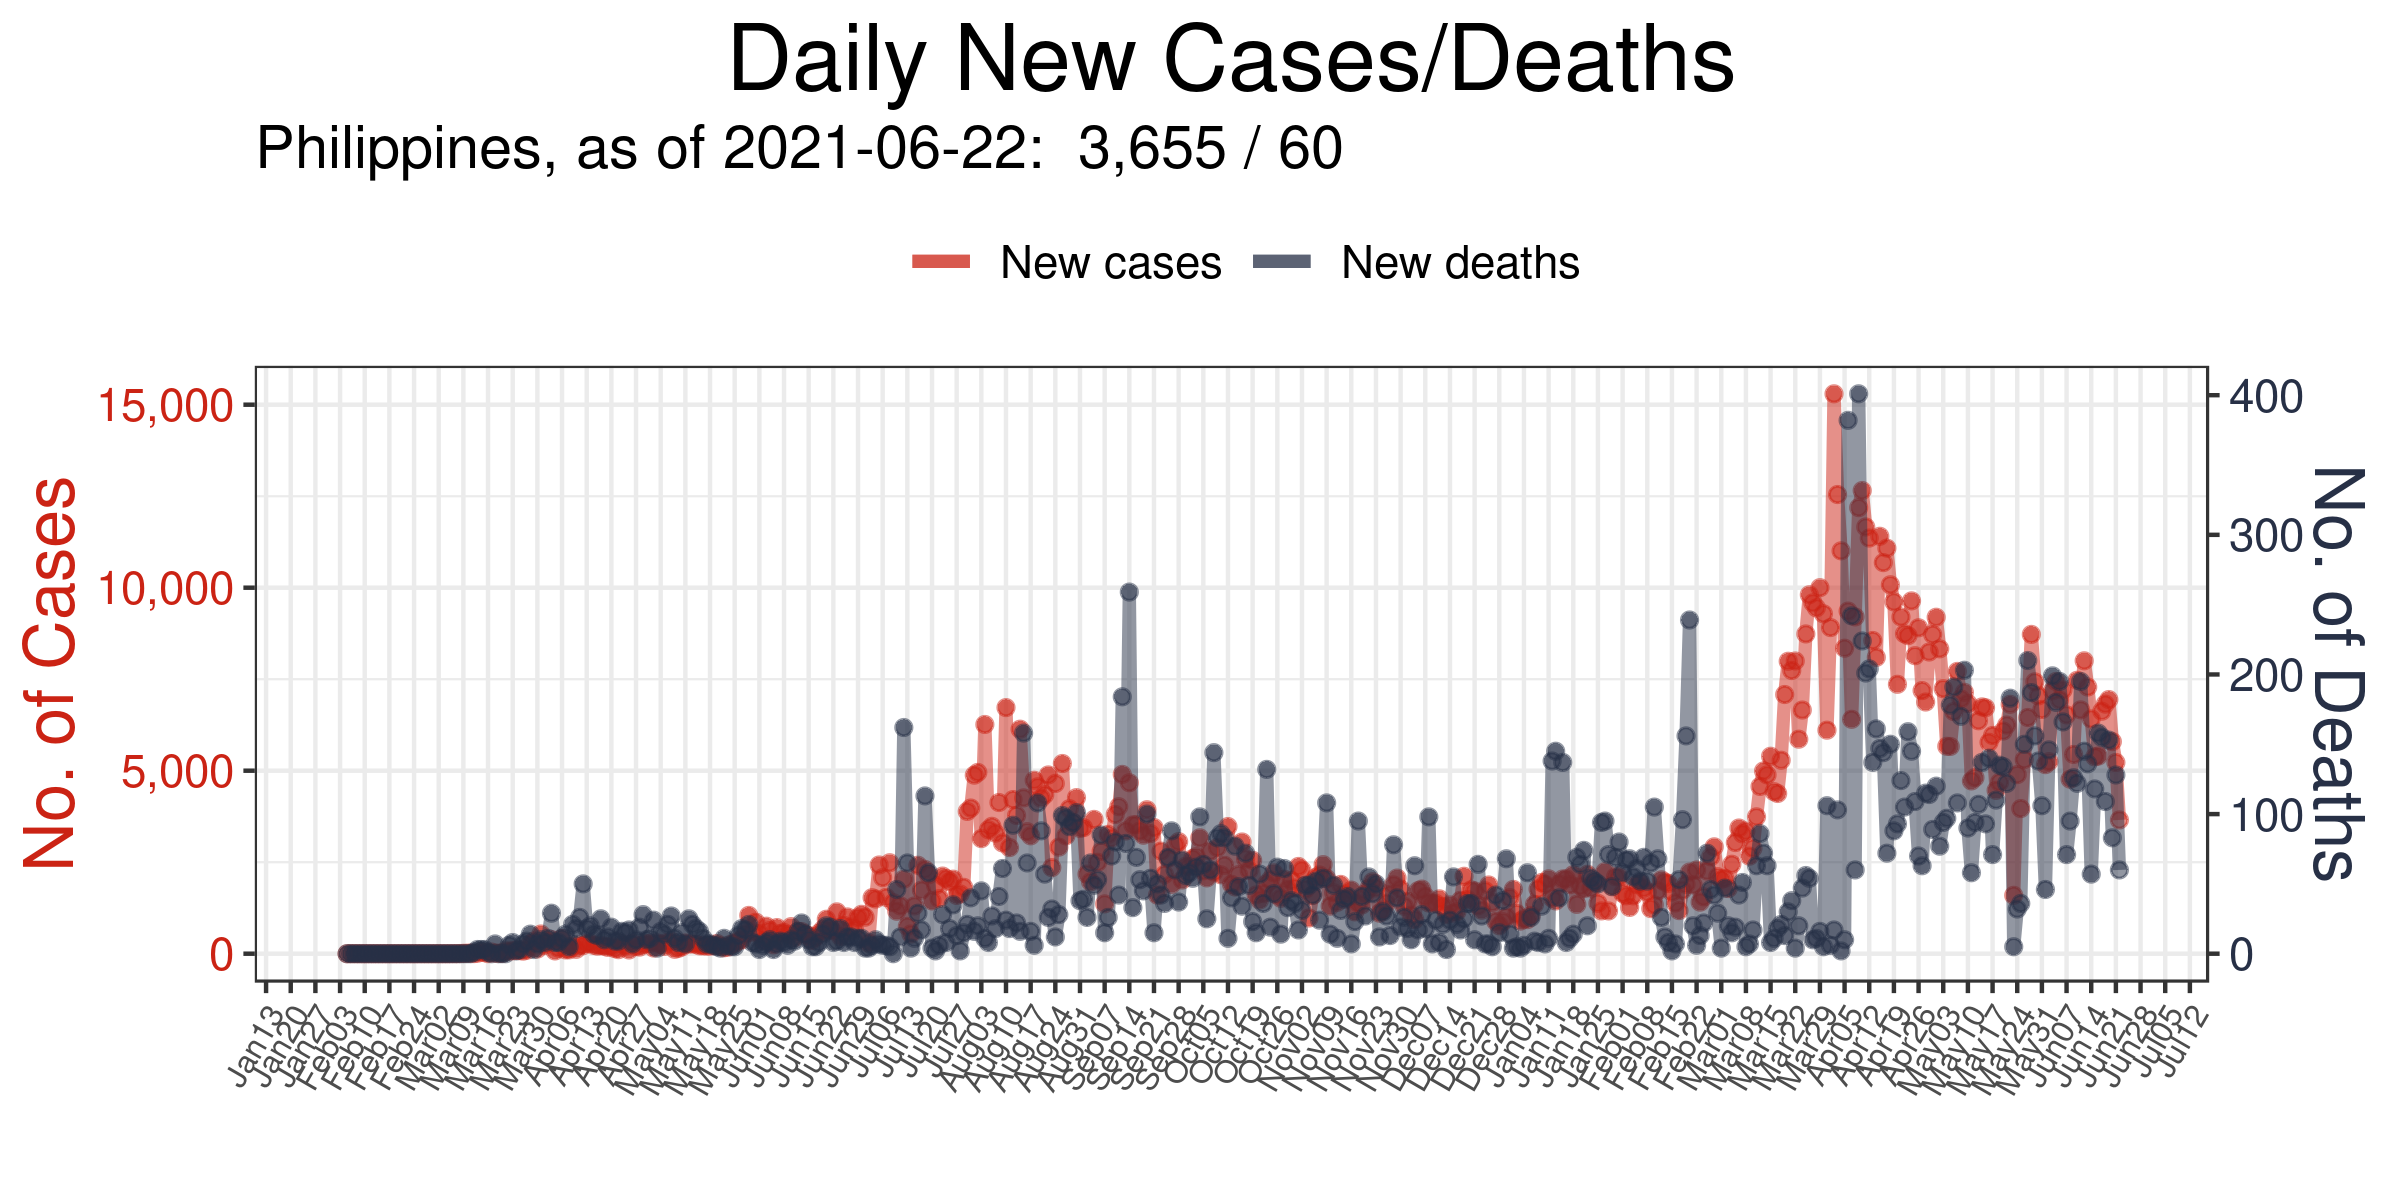 Daily New Cases/Deaths
Philippines, as of 2021-06-22: 3,655 / 60
New cases
New deaths
No. of Cases
15,000
10,000
5,000
0
400
300
200
100
0
No. of Deaths
Jan13
Jan20
Jan27
Feb03
Feb10
Feb17
Feb24
Mar02
Mar09
Mar16
Mar23
Mar30
Apr06
Apr13
Apr20
Apr27
May04
May11
May18
May25
Jun01
Jun08
Jun15
Jun22
Jun29
Jul06
Jul13
Jul20
Jul27
Aug03
Aug10
Aug17
Aug24
Aug31
Sep07
Sep14
Sep21
Sep28
Oct05
Oct12
Oct19
Oct26
Nov02
Nov09
Nov16
Nov23
Nov30
Dec07
Dec14
Dec21
Dec28
Jan04
Jan11
Jan18
Jan25
Feb01
Feb08
Feb15
Feb22
Mar01
Mar08
Mar15
Mar22
Mar29
Apr05
Apr12
Apr19
Apr26
May03
May10
May17
May24
May31
Jun07
Jun14
Jun21
Jun28
Jul05
Jul12